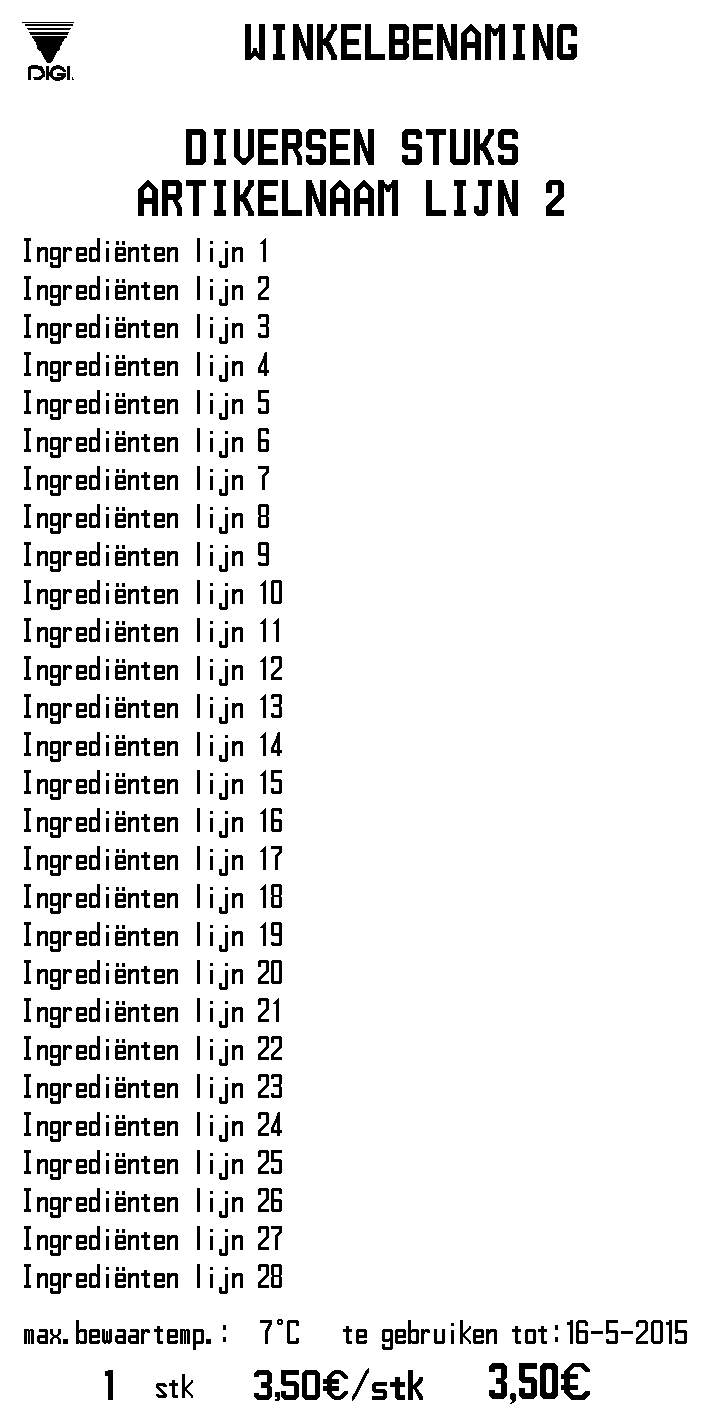 DIGI.
WINKELBENAMING
DIVERSEN STUKS
ARTIKELNAAM LIJN 2
Ingrediënten lijn 1
Ingrediënten lijn 2
Ingrediënten lijn 3
Ingrediënten lijn 4
Ingrediënten lijn 5
Ingrediënten lijn 6
Ingrediënten lijn 7
Ingrediënten lijn 8
Ingrediënten lijn 9
Ingrediënten lijn 10
Ingrediënten lijn 11
Ingrediënten lijn 12
Ingrediënten lijn 13
Ingrediënten lijn 14
Ingrediënten lijn 15
Ingrediënten lijn 16
Ingrediënten lijn 17
Ingrediënten lijn 18
Ingrediënten lijn 19
Ingrediënten lijn 20
Ingrediënten lijn 21
Ingrediënten lijn 22
Ingrediënten lijn 23
Ingrediënten lijn 24
Ingrediënten lijn 25
Ingrediënten lijn 26
Ingrediënten lijn 27
Ingrediënten lijn 28
max.bewaartemp.: 7°C te gebruiken tot:16-5-2015
1 stk 3,50€/stk 3,50€